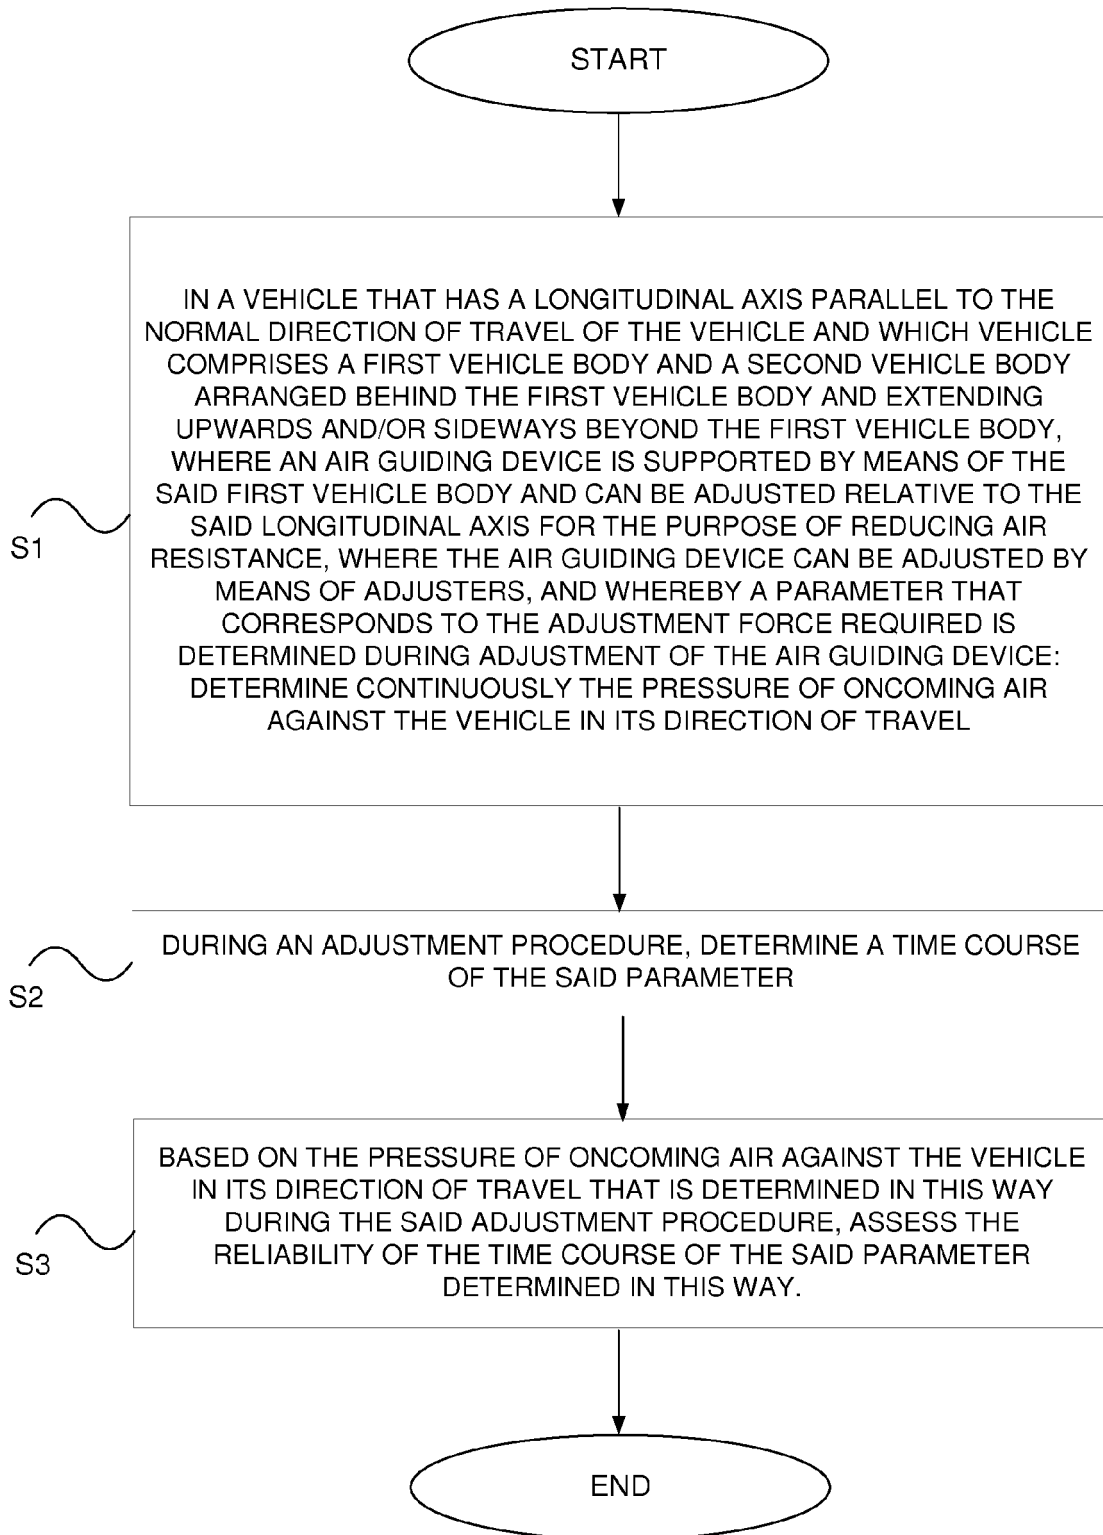 START
IN A VEHICLE THAT HAS A LONGITUDINAL AXIS PARALLEL TO THE
NORMAL DIRECTION OF TRAVEL OF THE VEHICLE AND WHICH VEHICLE
COMPRISES A FIRST VEHICLE BODY AND A SECOND VEHICLE BODY
ARRANGED BEHIND THE FIRST VEHICLE BODY AND EXTENDING
UPWARDS AND/OR SIDEWAYS BEYOND THE FIRST VEHICLE BODY,
WHERE AN AIR GUIDING DEVICE IS SUPPORTED BY MEANS OF THE
SAID FIRST VEHICLE BODY AND CAN BE ADJUSTED RELATIVE TO THE
SAID LONGITUDINAL AXIS FOR THE PURPOSE OF REDUCING AIR
RESISTANCE, WHERE THE AIR GUIDING DEVICE CAN BE ADJUSTED BY
MEANS OF ADJUSTERS, AND WHEREBY A PARAMETER THAT
CORRESPONDS TO THE ADJUSTMENT FORCE REQUIRED IS
DETERMINED DURING ADJUSTMENT OF THE AIR GUIDING DEVICE:
DETERMINE CONTINUOUSLY THE PRESSURE OF ONCOMING AIR
AGAINST THE VEHICLE IN ITS DIRECTION OF TRAVEL
S1
DURING AN ADJUSTMENT PROCEDURE, DETERMINE A TIME COURSE
OF THE SAID PARAMETER
S2
BASED ON THE PRESSURE OF ONCOMING AIR AGAINST THE VEHICLE
IN ITS DIRECTION OF TRAVEL THAT IS DETERMINED IN THIS WAY
DURING THE SAID ADJUSTMENT PROCEDURE, ASSESS THE
RELIABILITY OF THE TIME COURSE OF THE SAID PARAMETER
DETERMINED IN THIS WAY.
S3
END